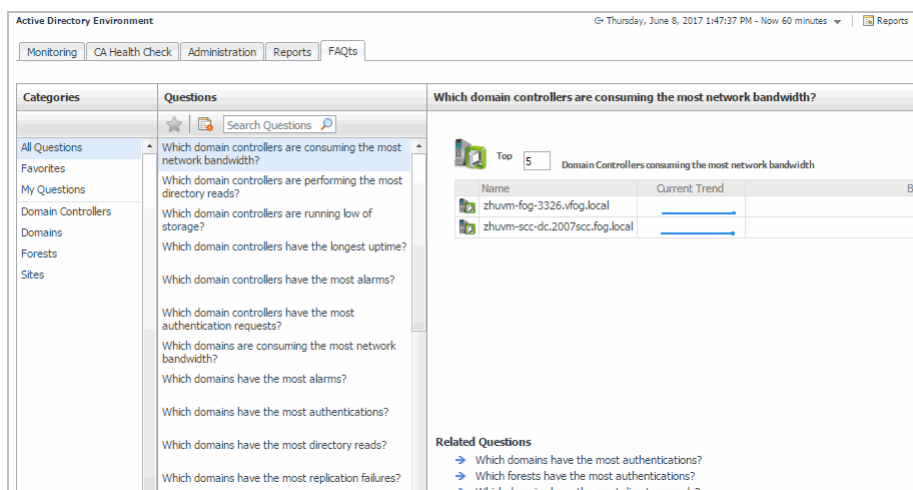 Active Directory Environment
Thursday, June 8, 2017 1:47:37 PM - Now 60 minutes
Reports
Monitoring
CA Health Check
Administration
Reports
FAQts
Categories
All Questions
Favorites
My Questions
Domain Controllers
Domains
Forests
Sites
Questions
Search Questions
Which domain controllers are consuming the most
network bandwidth?
Which domain controllers are performing the most
directory reads?
Which domain controllers are running low of
storage?
Which domain controllers have the longest uptime?
Which domain controllers have the most alarms?
Which domain controllers have the most
authentication requests?
Which domains are consuming the most network
bandwidth?
Which domains have the most alarms?
Which domains have the most authentications?
Which domains have the most directory reads?
Which domains have the most replication failures?
Which domain controllers are consuming the most network bandwidth?
Top 5 Domain Controllers consuming the most network bandwidth
Name Current Trend B
zhuvm-fog-3326.vfog.local
zhuvm-scc-dc.2007scc.fog.local
Related Questions
Which domains have the most authentications?
Which forests have the most authentications?